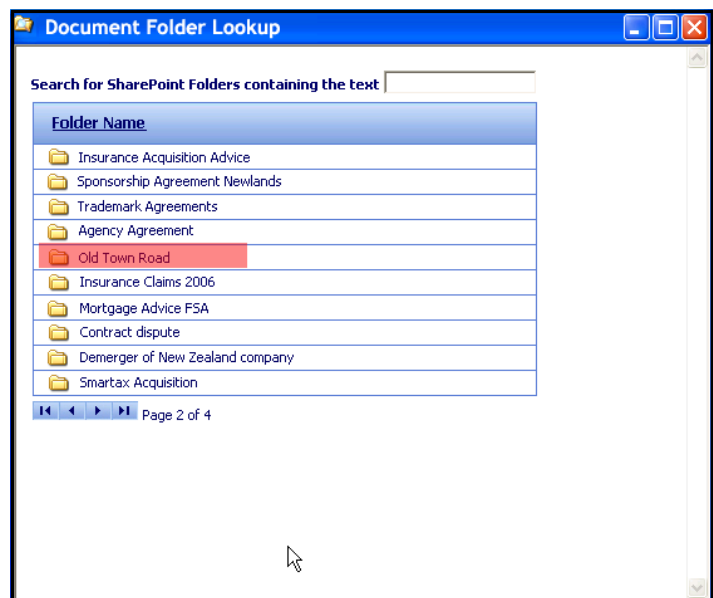 Document Folder Lookup
Search for SharePoint Folders containing the text
Folder Name
Insurance Acquisition Advice
Sponsorship Agreement Newlands
Trademark Agreements
Agency Agreement
Old Town Road
Insurance Claims 2006
Mortgage Advice FSA
Contract dispute
Demerger of New Zealand company
Smartax Acquisition
Page 2 of 4